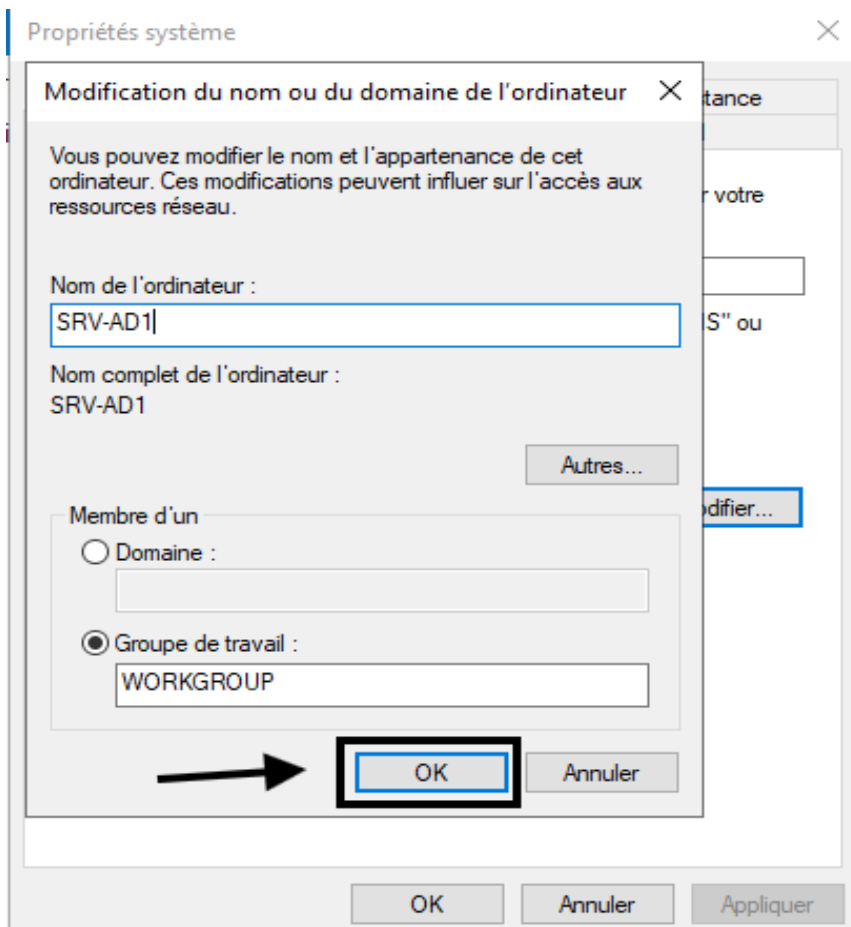 Propriétés système
Modification du nom ou du domaine de l'ordinateur
tance
Vous pouvez modifier le nom et l'appartenance de cet
ordinateur. Ces modifications peuvent influer sur l'accès aux
ressources réseau.
r votre
Nom de l'ordinateur :
SRV-AD1
IS" ou
Nom complet de l'ordinateur :
SRV-AD1
Autres...
Membre d'un
difier...
Domaine :
Groupe de travail :
WORKGROUP
OK
Annuler
OK
Annuler
Appliquer